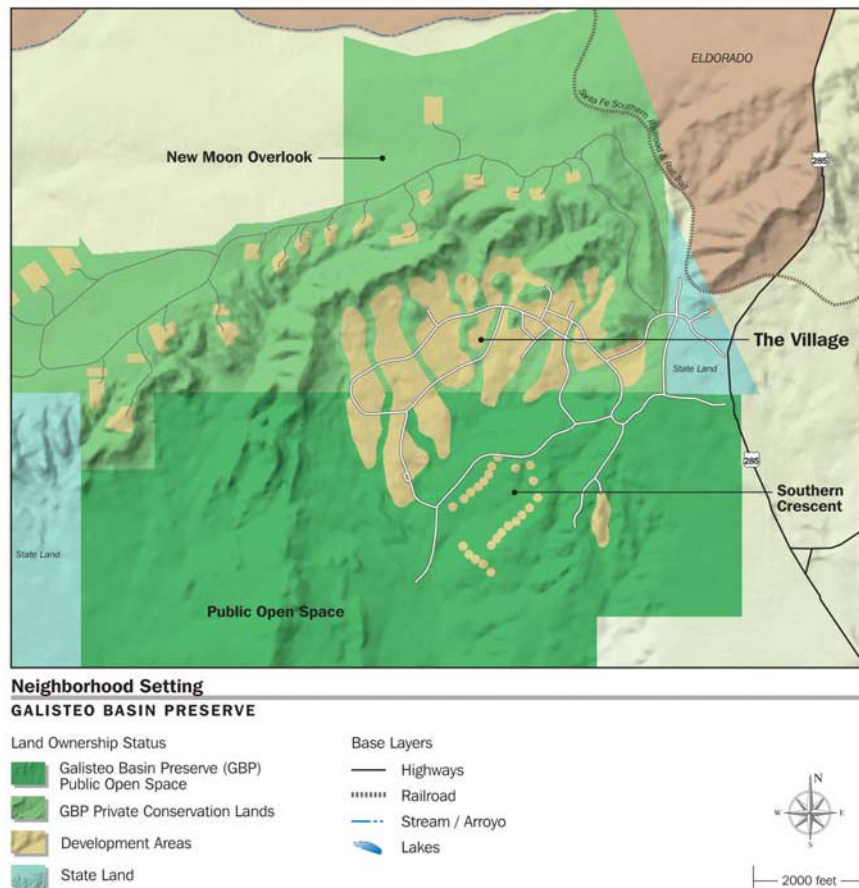 ELDORADO
Santa Fe Southern Railroad & Rail Trail
New Moon Overlook
285
The Village
State Land
285
Southern
Crescent
State Land
Public Open Space
Neighborhood Setting
GALISTEO BASIN PRESERVE
Land Ownership Status
Galisteo Basin Preserve (GBP)
Public Open Space
GBP Private Conservation Lands
Development Areas
State Land
Base Layers
Highways
Railroad
Stream / Arroyo
Lakes
N
W
E
S
2000 feet